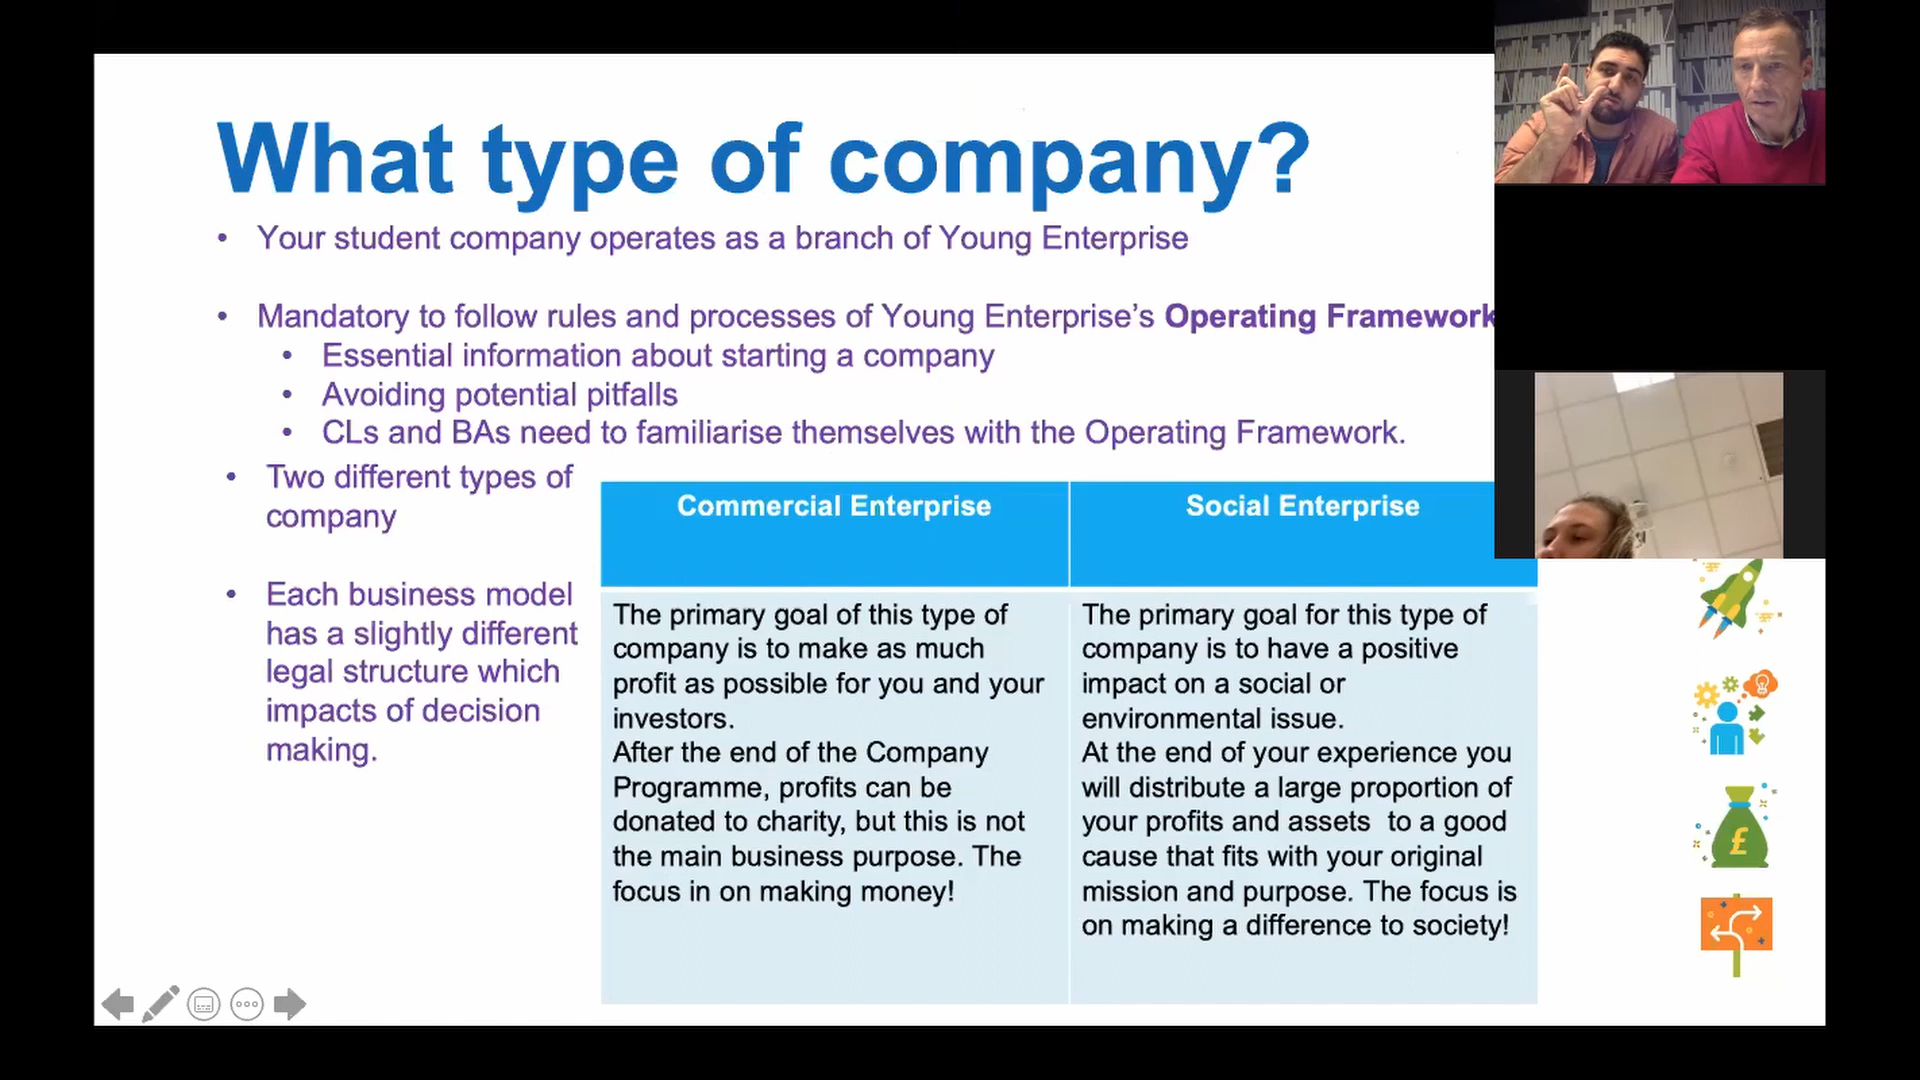 What type of company?
• Your student company operates as a branch of Young Enterprise
• Mandatory to follow rules and processes of Young Enterprise’s Operating Framework
• Essential information about starting a company
• Avoiding potential pitfalls
• CLs and BAs need to familiarise themselves with the Operating Framework.
• Two different types of
company
• Each business model
has a slightly different
legal structure which
impacts of decision
making.
Commercial Enterprise
The primary goal of this type of
company is to make as much
profit as possible for you and your
investors.
After the end of the Company
Programme, profits can be
donated to charity, but this is not
the main business purpose. The
focus in on making money!
Social Enterprise
The primary goal for this type of
company is to have a positive
impact on a social or
environmental issue.
At the end of your experience you
will distribute a large proportion of
your profits and assets  to a good
cause that fits with your original
mission and purpose. The focus is
on making a difference to society!
£